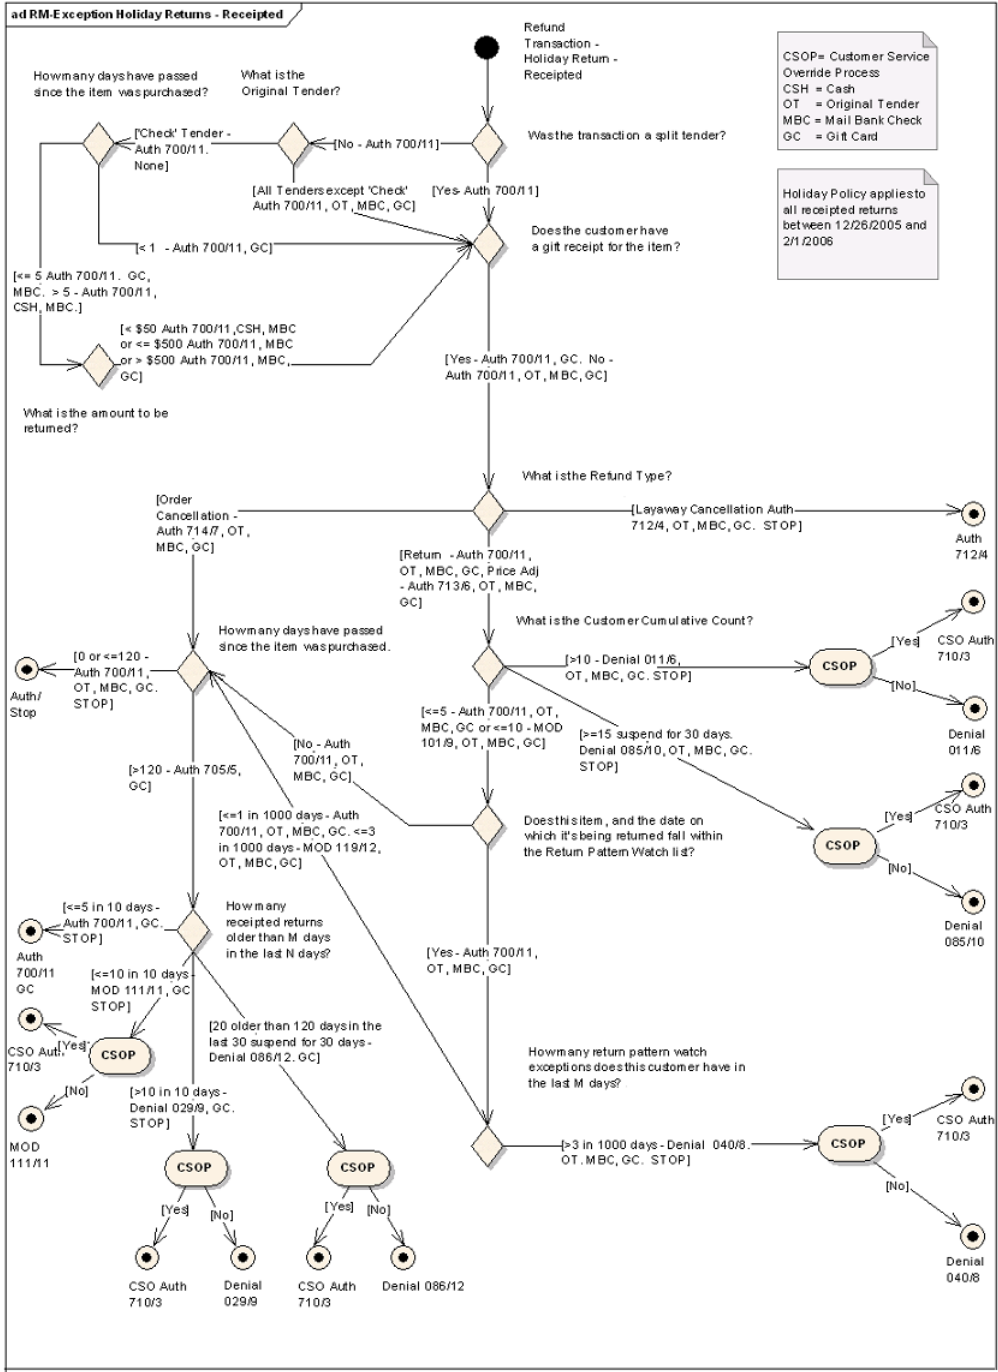 ad RM-Exception Holiday Returns - Receipted
Refund
Transaction -
Holiday Return -
Receipted
CSOP= Customer Service
Override Process
CSH = Cash
OT = Original Tender
MBC = Mail Bank Check
GC = Gift Card
How many days have passed
since the item was purchased?
What is the
Original Tender?
Was the transaction a split tender?
['Check' Tender -
Auth 700/11.
None]
[No - Auth 700/11]
[All Tenders except 'Check'
Auth 700/11, OT, MBC, GC]
[Yes- Auth 700/11]
Holiday Policy applies to
all receipted returns
between 12/26/2005 and
2/1/2006
Does the customer have
a gift receipt for the item?
[< 1 - Auth 700/11, GC]
[<= 5 Auth 700/11. GC,
MBC. > 5 - Auth 700/11,
CSH, MBC.]
[< $50 Auth 700/11,CSH, MBC
or <= $500 Auth 700/11, MBC
or > $500 Auth 700/11, MBC,
GC]
[Yes - Auth 700/11, GC. No -
Auth 700/11, OT, MBC, GC]
What is the amount to be
returned?
What is the Refund Type?
[Order
Cancellation -
Auth 714/7, OT,
MBC, GC]
[Layaway Cancellation Auth
712/4, OT, MBC, GC. STOP]
Auth
712/4
[Return - Auth 700/11,
OT, MBC, GC, Price Adj
- Auth 713/6, OT, MBC,
GC]
What is the Customer Cumulative Count?
How many days have passed
since the item was purchased.
[0 or <=120 -
Auth 700/11,
OT, MBC, GC.
STOP]
Auth/
Stop
[>10 - Denial 011/6,
OT, MBC, GC. STOP]
CSOP
[Yes]
CSO Auth
710/3
[No]
Denial
011/6
[<=5 - Auth 700/11, OT,
MBC, GC or <=10 - MOD
101/9, OT, MBC, GC]
[>=15 suspend for 30 days.
Denial 085/10, OT, MBC, GC.
STOP]
[No - Auth
700/11, OT,
MBC, GC]
[>120 - Auth 705/5,
GC]
[<=1 in 1000 days - Auth
700/11, OT, MBC, GC. <=3
in 1000 days - MOD 119/12,
OT, MBC, GC]
Does this item, and the date on
which it's being returned fall within
the Return Pattern Watch list?
CSOP
[Yes]
CSO Auth
710/3
[No]
Denial
085/10
How many
receipted returns
older than M days
in the last N days?
[<=5 in 10 days -
Auth 700/11, GC.
STOP]
Auth
700/11
GC
[<=10 in 10 days -
MOD 111/11, GC
STOP]
[Yes - Auth 700/11,
OT, MBC, GC]
[20 older than 120 days in the
last 30 suspend for 30 days -
Denial 086/12. GC]
CSOP
[Yes]
CSO Auth
710/3
[No]
MOD
111/11
[>10 in 10 days -
Denial 029/9, GC.
STOP]
How many return pattern watch
exceptions does this customer have in
the last M days?
[>3 in 1000 days - Denial 040/8.
OT. MBC, GC. STOP]
CSOP
[Yes]
CSO Auth
710/3
[No]
Denial
040/8
CSOP
CSOP
[Yes]
[No]
[Yes]
[No]
CSO Auth
710/3
Denial
029/9
CSO Auth
710/3
Denial 086/12